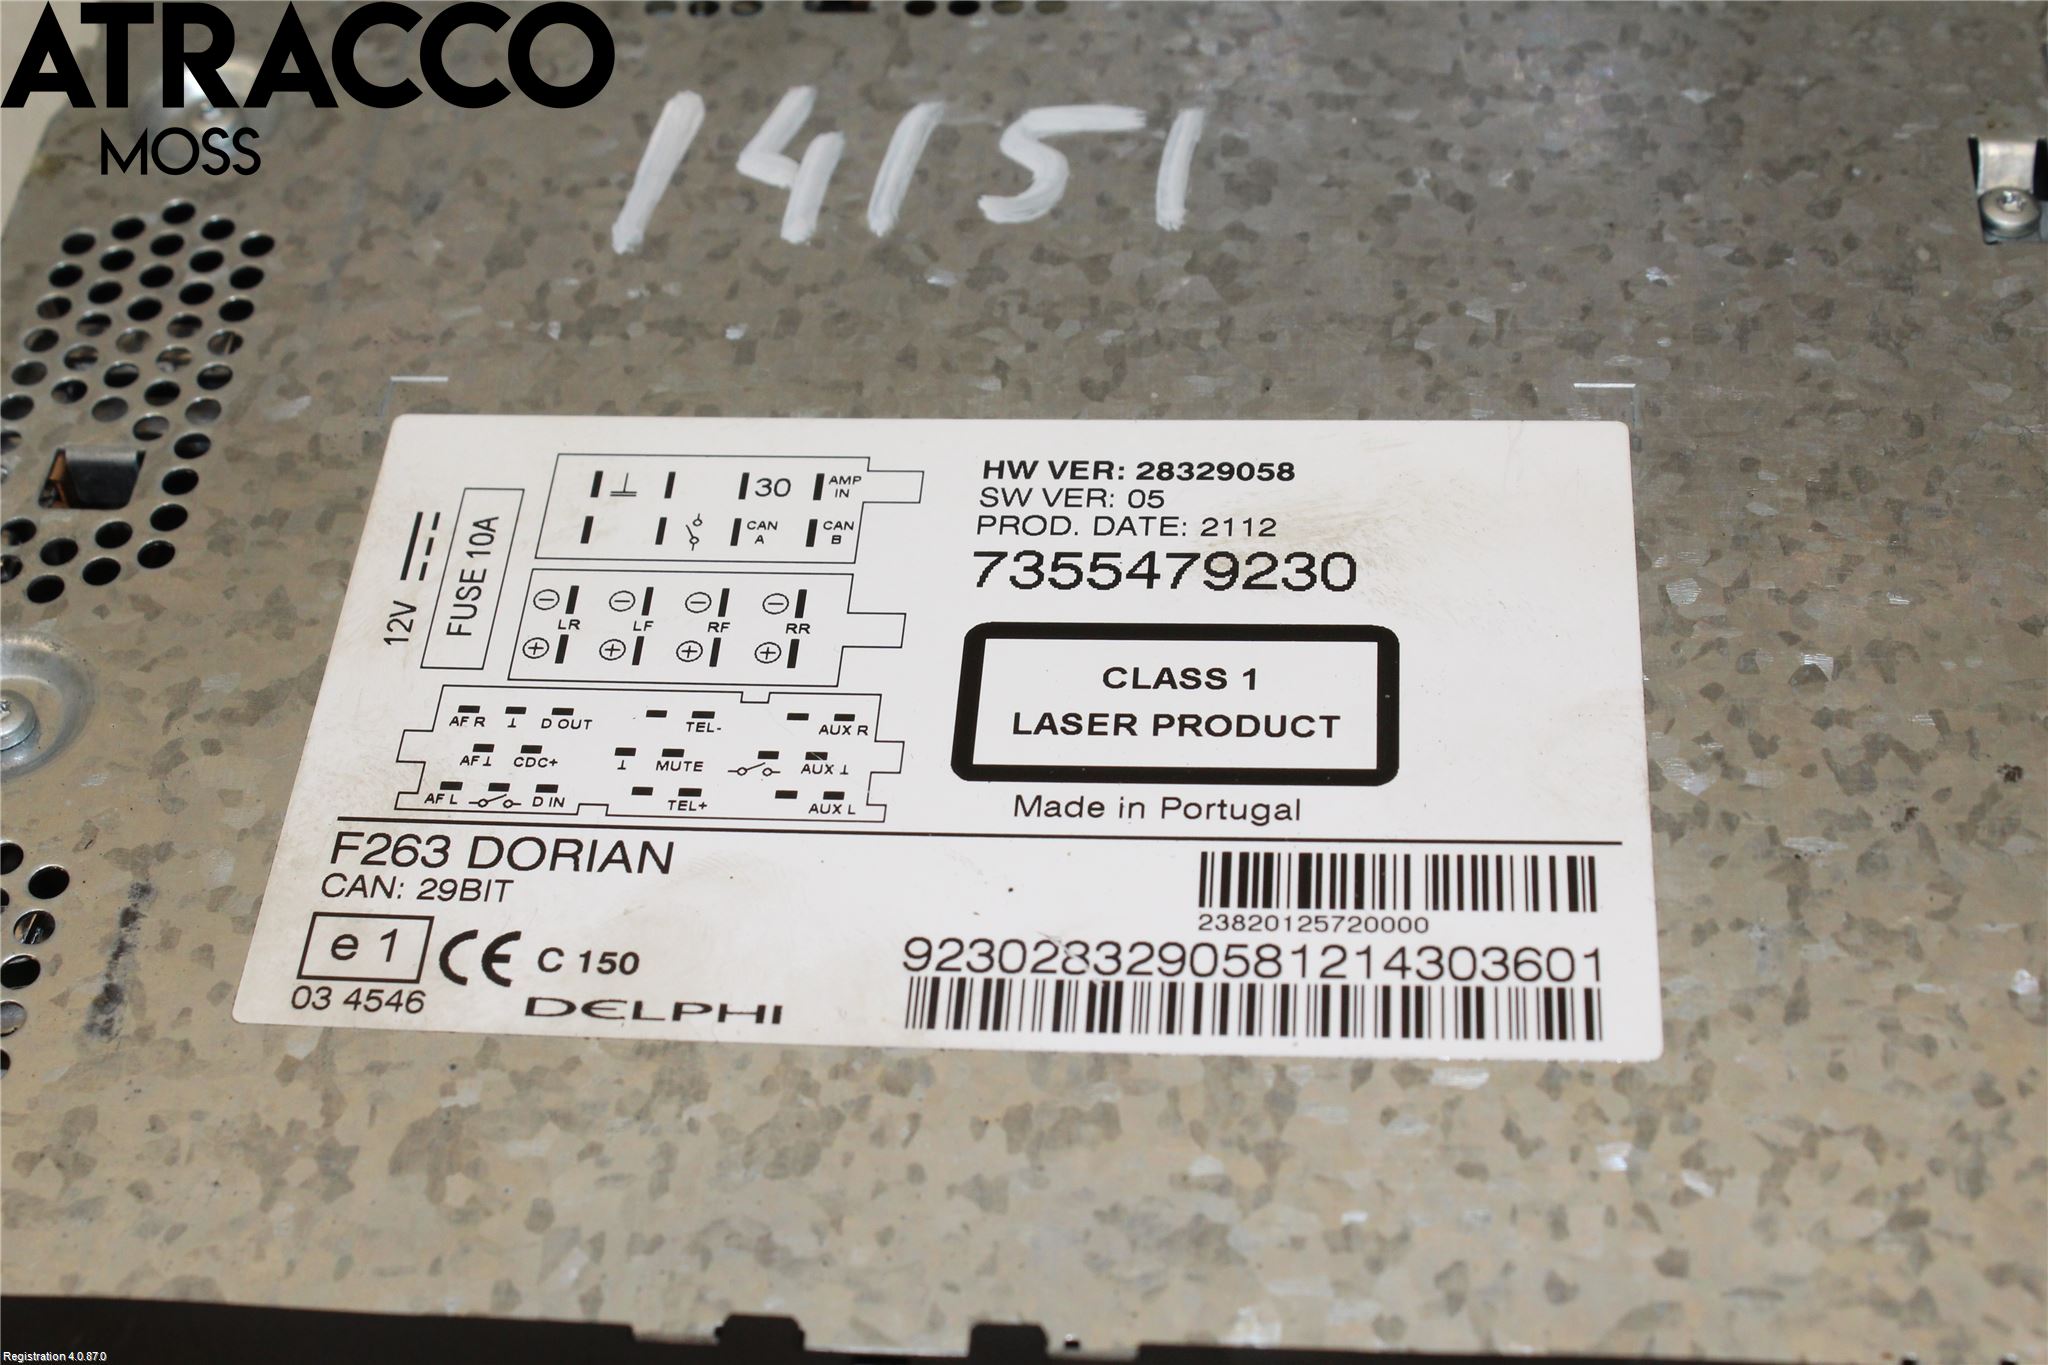 ATRACCO
MOSS
14151
12V
FUSE 10A
30 AMP IN
CAN A CAN B
LR LF RF RR
AF R D OUT TEL- AUX R
AF CDC+ MUTE AUX
AF L D IN TEL+ AUX L
HW VER: 28329058
SW VER: 05
PROD. DATE: 2112
7355479230
CLASS 1
LASER PRODUCT
Made in Portugal
F263 DORIAN
CAN: 29BIT
e1
03 4546
CE C 150
DELPHI
23820125720000
9230283290581214303601
Registration 4.0.87.0